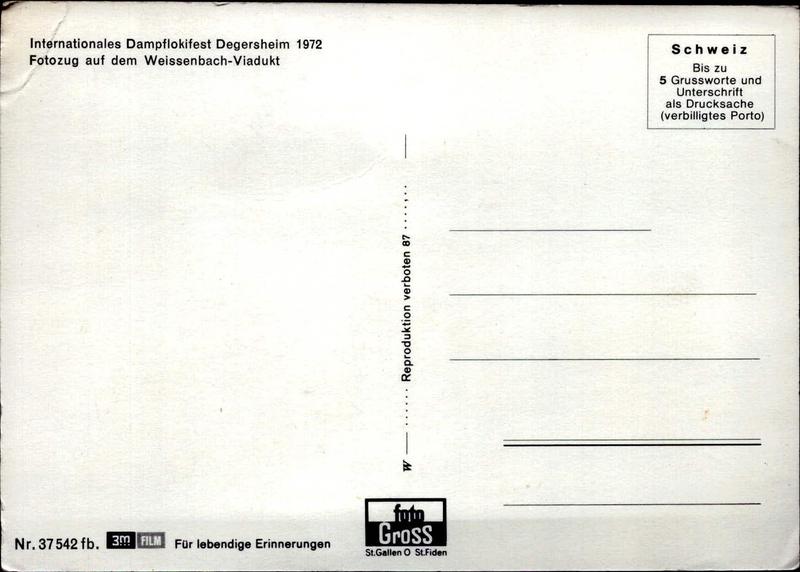 Internationales Dampflokifest Degersheim 1972
Fotozug auf dem Weissenbach-Viadukt
Schweiz
Bis zu
5 Grussworte und
Unterschrift
als Drucksache
(verbilligtes Porto)
W Reproduktion verboten 87
Nr. 37542 fb. 3M FILM Für lebendige Erinnerungen
foto
Gross
St.Gallen O St.Fiden